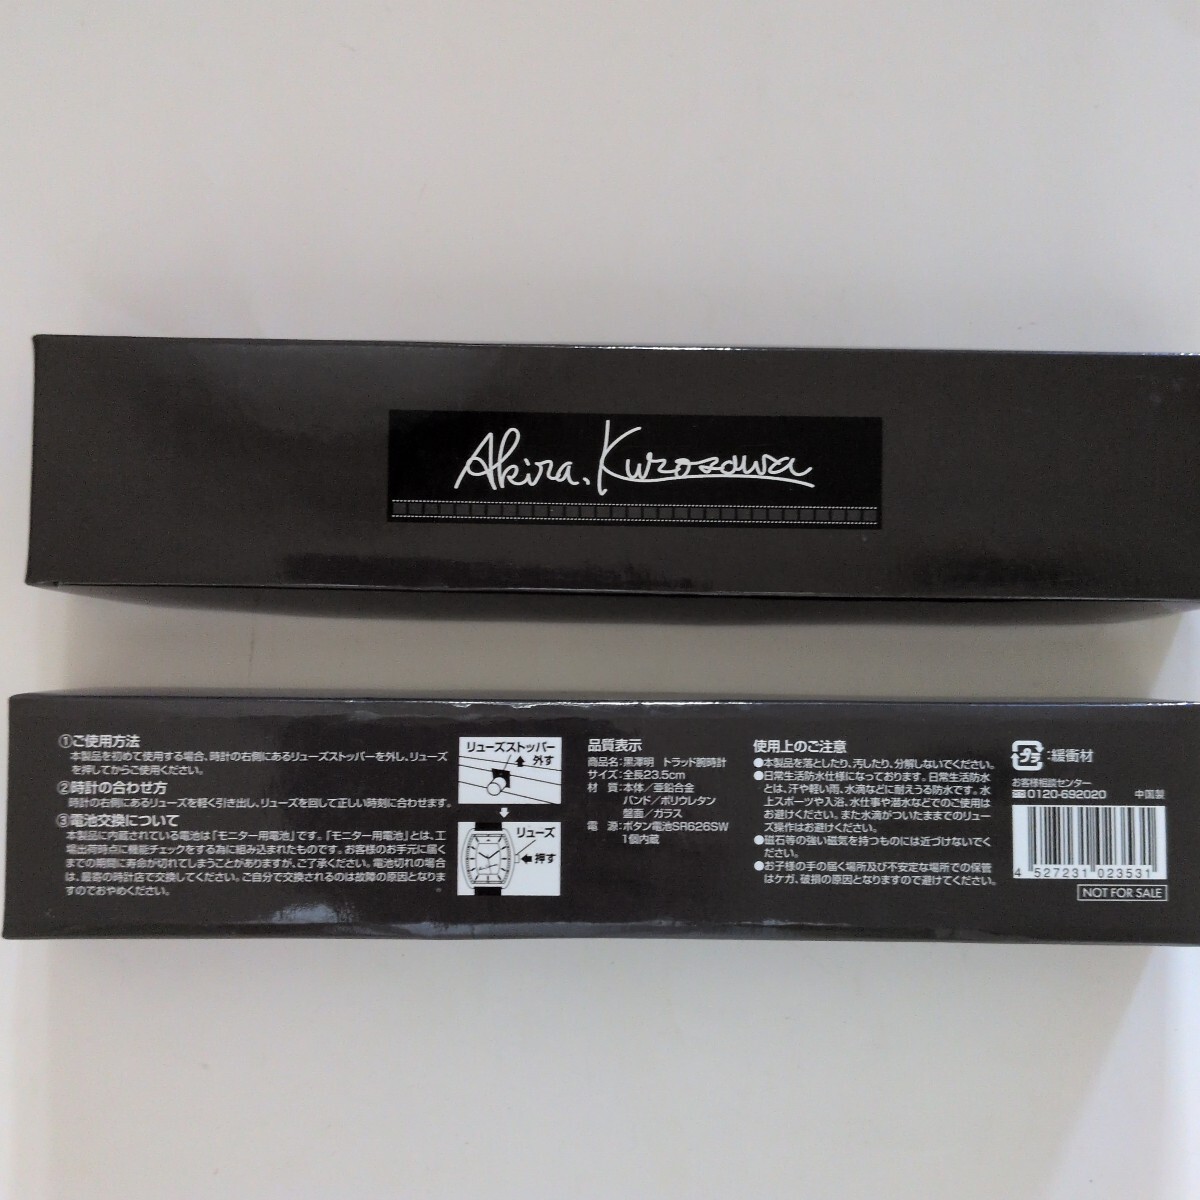 Akira. Kurosawa
①ご使用方法
本製品を初めて使用する場合、時計の右側にあるリューズストッパーを外し、リューズ
を押してからご使用ください。
②時計の合わせ方
時計の右側にあるリューズを軽く引き出し、リューズを回して正しい時刻に合わせます。
③電池交換について
本製品に内蔵されている電池は「モニター用電池」です。「モニター用電池」とは、工
場出荷時点に機能チェックをする為に組み込まれたものです。お客様のお手元に届く
までの期間に寿命が切れてしまうことがありますが、ご了承ください。電池切れの場合
は、最寄の時計店で交換してください。ご自分で交換されるのは故障の原因となりま
すのでおやめください。
リューズストッパー
外す
リューズ
押す
品質表示
商品名:黒澤明 トラッド腕時計
サイズ:全長23.5cm
材 質:本体/亜鉛合金
バンド/ポリウレタン
盤面/ガラス
電 源:ボタン電池SR626SW
1個内蔵
使用上のご注意
●本製品を落としたり、汚したり、分解しないでください。
●日常生活防水仕様になっております。日常生活防水
とは、汗や軽い雨、水滴などに耐えうる防水です。水
上スポーツや入浴、水仕事や潜水などでのご使用は
お避けください。また水滴がついたままでのリュー
ズ操作はお避けください。
●磁石等の強い磁気を持つものには近づけないでく
ださい。
●お子様の手の届く場所及び不安定な場所での保管
はケガ、破損の原因となりますので避けてください。
プラ
:緩衝材
お客様相談センター
0120-692020 中国製
4 527231 023531
NOT FOR SALE